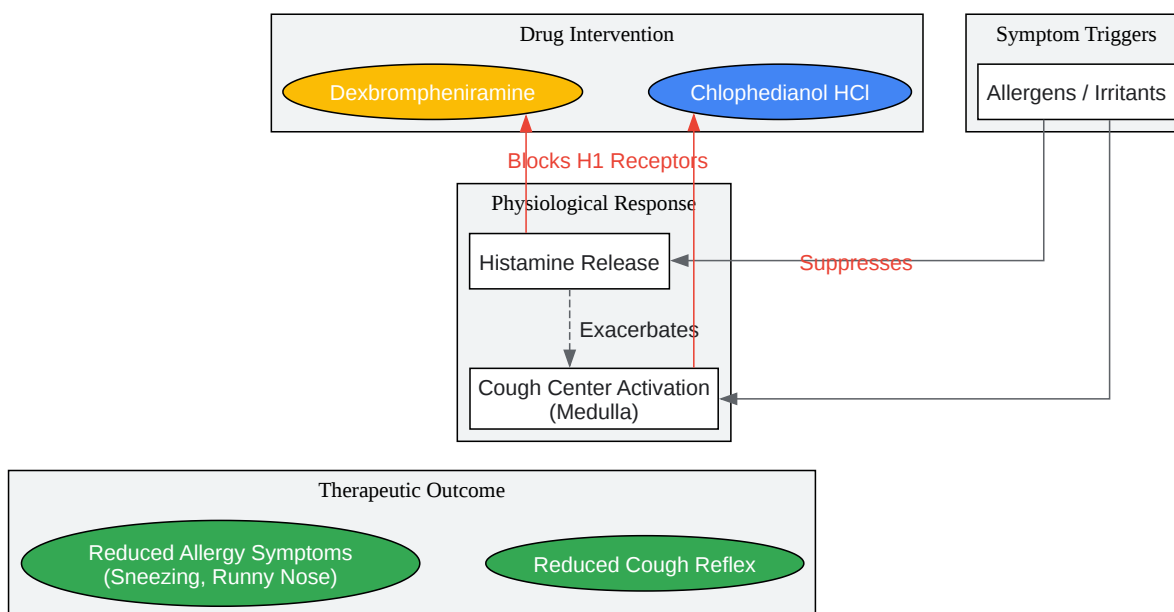 Drug Intervention
Symptom Triggers
Dexbrompheniramine
Chlophedianol HCl
Allergens / Irritants
Blocks H1 Receptors
Physiological Response
Histamine Release
Suppresses
Exacerbates
Cough Center Activation
(Medulla)
Therapeutic Outcome
Reduced Allergy Symptoms
(Sneezing, Runny Nose)
Reduced Cough Reflex